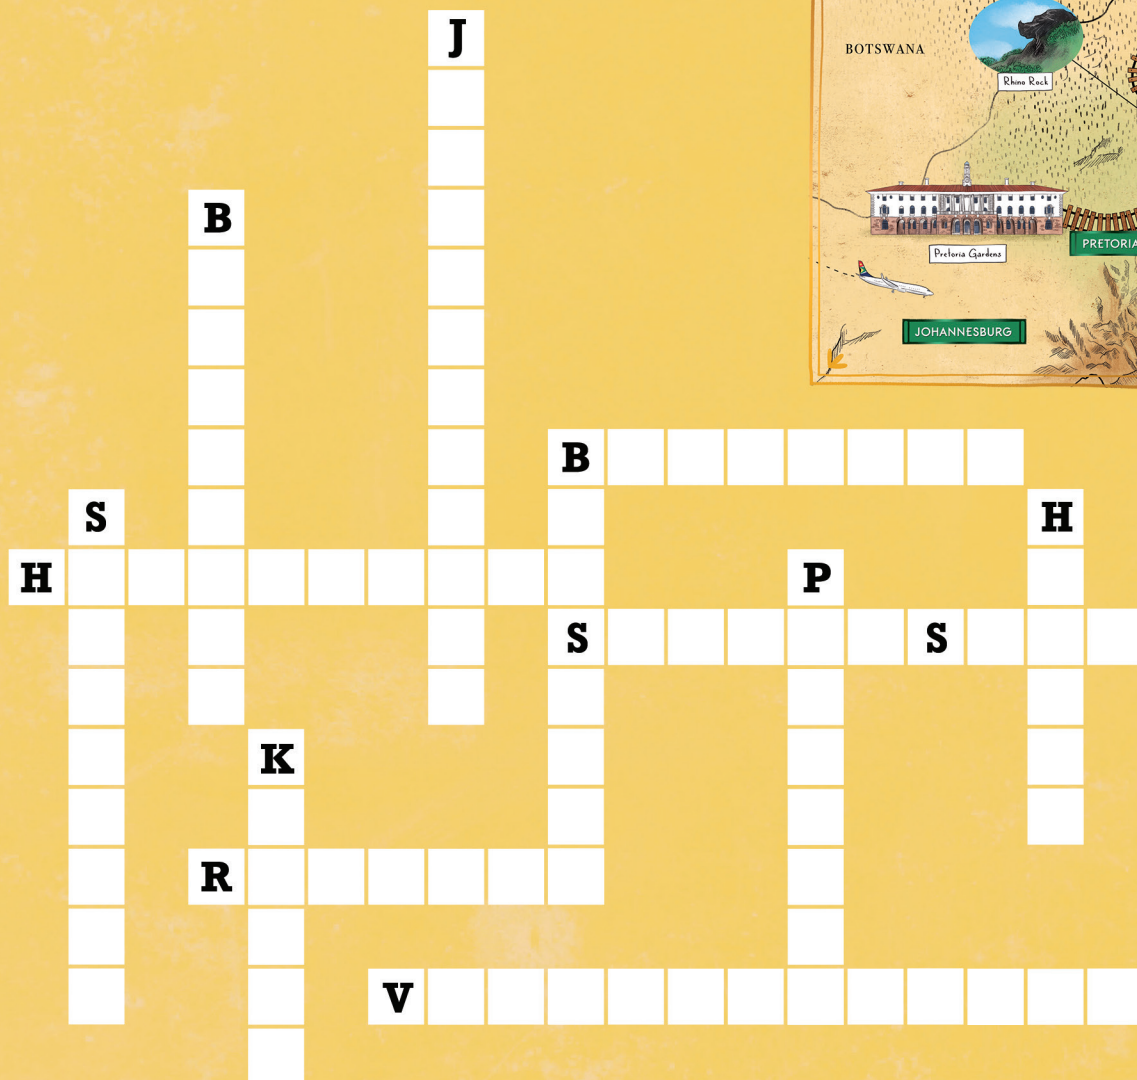 J
BOTSWANA
Rhino Rock
B
Pretoria Gardens
PRETORIA
JOHANNESBURG
B
S
H
H
P
S S
K
R
V